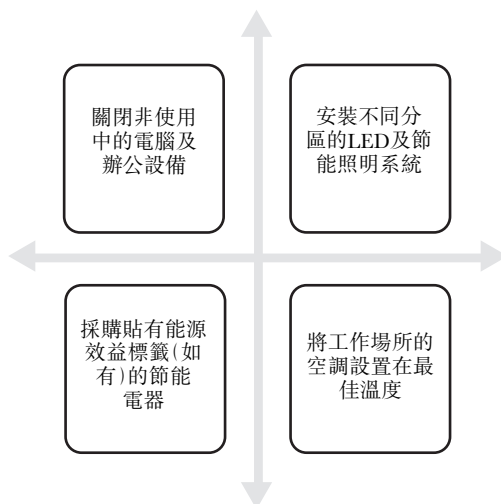 關閉非使用
中的電腦及
辦公設備
安裝不同分
區的LED及節
能照明系統
採購貼有能源
效益標籤(如
有)的節能
電器
將工作場所的
空調設置在最
佳溫度